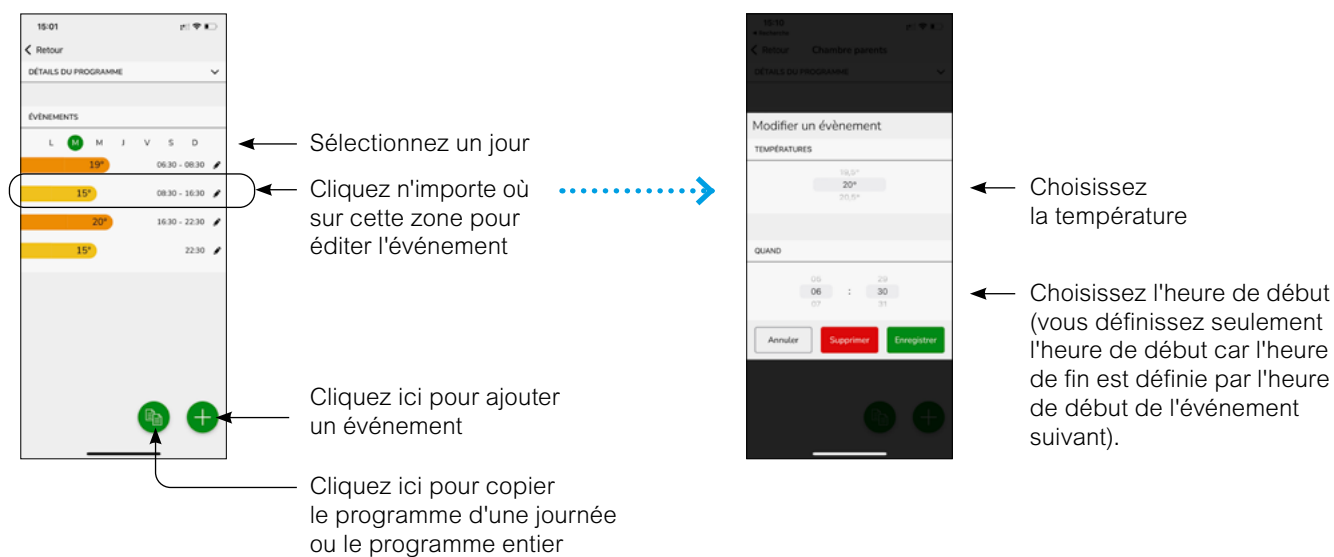 15:01
Retour
DÉTAILS DU PROGRAMME
ÉVÈNEMENTS
L M M J V S D
19° 06:30 - 08:30
15° 08:30 - 16:30
20° 16:30 - 22:30
15° 22:30
Sélectionnez un jour
Cliquez n'importe où
sur cette zone pour
éditer l'événement
Cliquez ici pour ajouter
un événement
Cliquez ici pour copier
le programme d'une journée
ou le programme entier
15:10
Recherche
Retour Chambre parents
DÉTAILS DU PROGRAMME
Modifier un évènement
TEMPÉRATURES
19,5°
20°
20,5°
QUAND
05 29
06 : 30
07 31
Annuler Supprimer Enregistrer
Choisissez
la température
Choisissez l'heure de début
(vous définissez seulement
l'heure de début car l'heure
de fin est définie par l'heure
de début de l'événement
suivant).